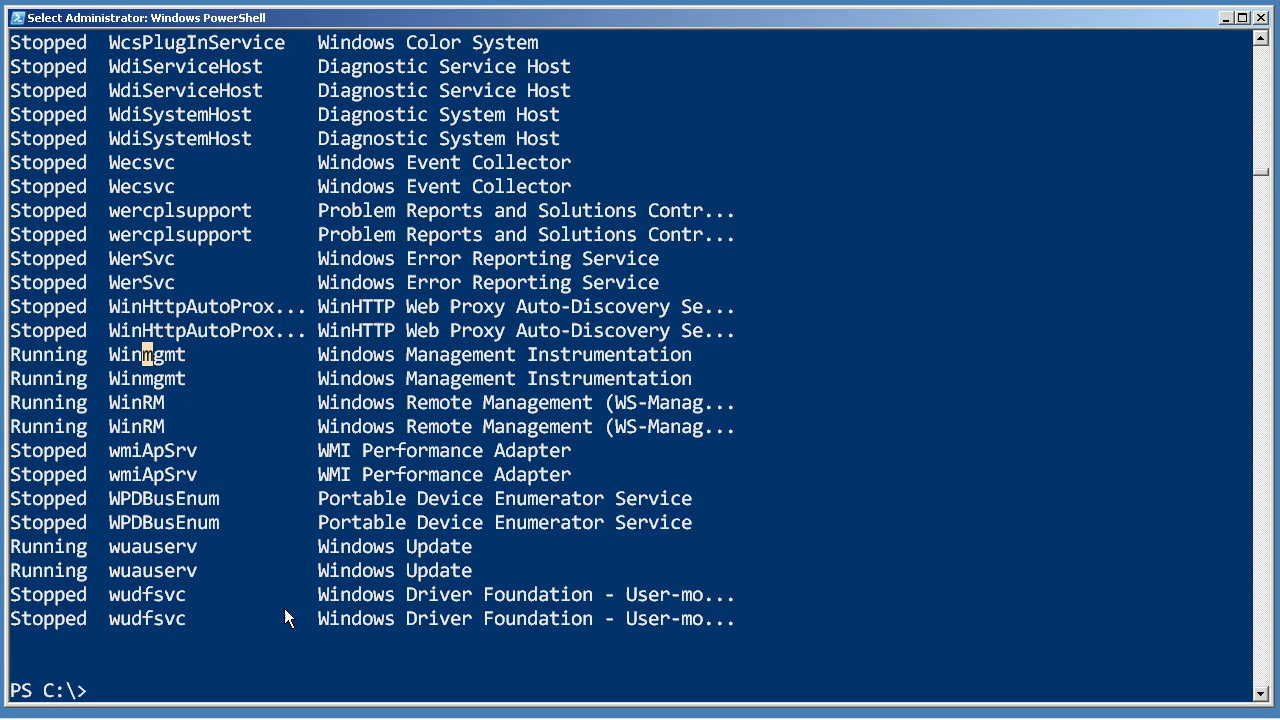 Select Administrator: Windows PowerShell
Stopped WcsPlugInService Windows Color System
Stopped WdiServiceHost Diagnostic Service Host
Stopped WdiServiceHost Diagnostic Service Host
Stopped WdiSystemHost Diagnostic System Host
Stopped WdiSystemHost Diagnostic System Host
Stopped Wecsvc Windows Event Collector
Stopped Wecsvc Windows Event Collector
Stopped wercplsupport Problem Reports and Solutions Contr...
Stopped wercplsupport Problem Reports and Solutions Contr...
Stopped WerSvc Windows Error Reporting Service
Stopped WerSvc Windows Error Reporting Service
Stopped WinHttpAutoProx... WinHTTP Web Proxy Auto-Discovery Se...
Stopped WinHttpAutoProx... WinHTTP Web Proxy Auto-Discovery Se...
Running Winmgmt Windows Management Instrumentation
Running Winmgmt Windows Management Instrumentation
Running WinRM Windows Remote Management (WS-Manag...
Running WinRM Windows Remote Management (WS-Manag...
Stopped wmiApSrv WMI Performance Adapter
Stopped wmiApSrv WMI Performance Adapter
Stopped WPDBusEnum Portable Device Enumerator Service
Stopped WPDBusEnum Portable Device Enumerator Service
Running wuauserv Windows Update
Running wuauserv Windows Update
Stopped wudfsvc Windows Driver Foundation - User-mo...
Stopped wudfsvc Windows Driver Foundation - User-mo...
PS C:\>